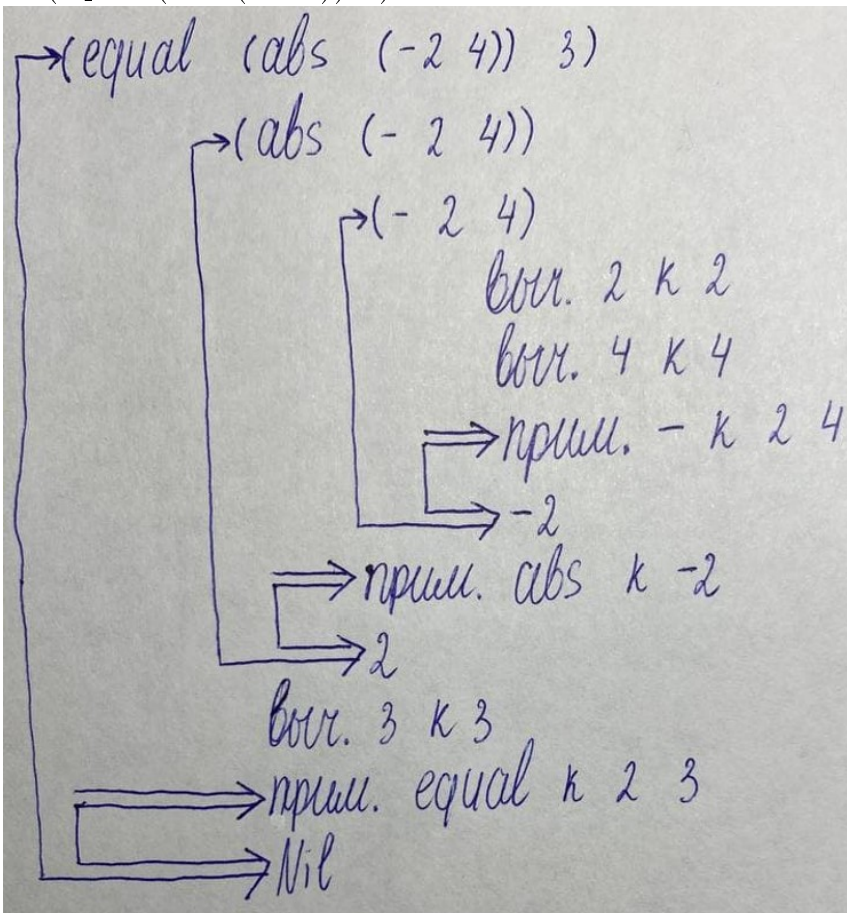 (equal (abs (-2 4)) 3)
(abs (- 2 4))
(- 2 4)
выч. 2 к 2
выч. 4 к 4
прим. - к 2 4
-2
прим. abs к -2
2
выч. 3 к 3
прим. equal к 2 3
Nil